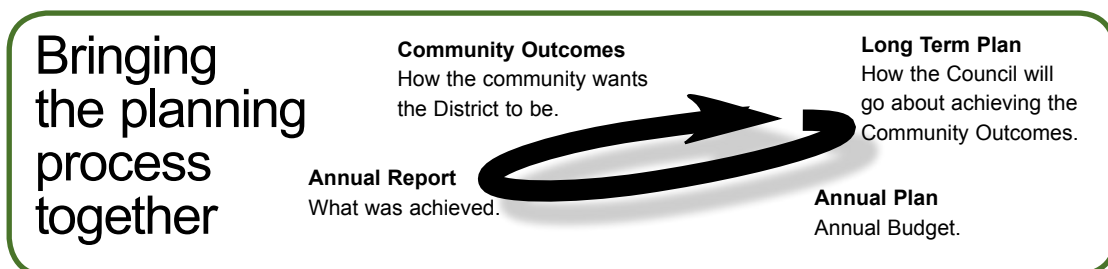 Bringing
the planning
process
together
Community Outcomes
How the community wants
the District to be.
Long Term Plan
How the Council will
go about achieving the
Community Outcomes.
Annual Report
What was achieved.
Annual Plan
Annual Budget.